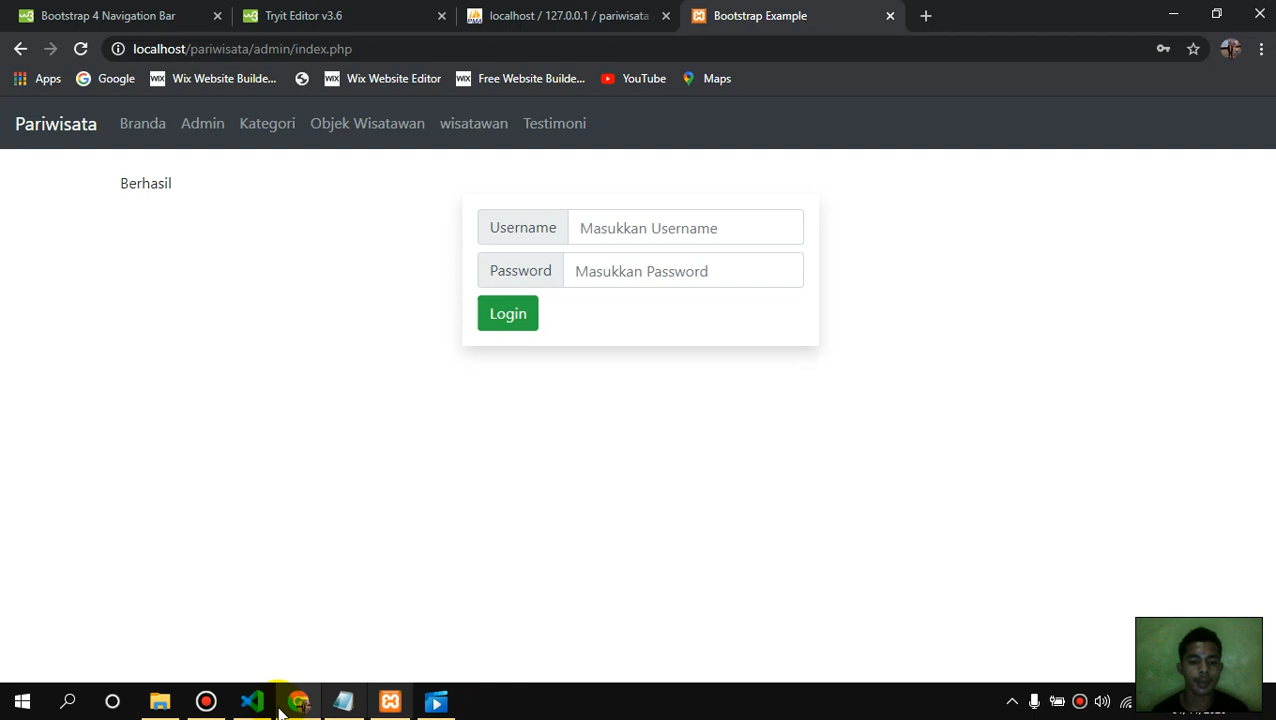 Bootstrap 4 Navigation Bar
Tryit Editor v3.6
localhost / 127.0.0.1 / pariwisata
Bootstrap Example
localhost/pariwisata/admin/index.php
Apps
Google
Wix Website Builde...
Wix Website Editor
Free Website Builde...
YouTube
Maps
Pariwisata Branda Admin Kategori Objek Wisatawan wisatawan Testimoni
Berhasil
Username Masukkan Username
Password Masukkan Password
Login